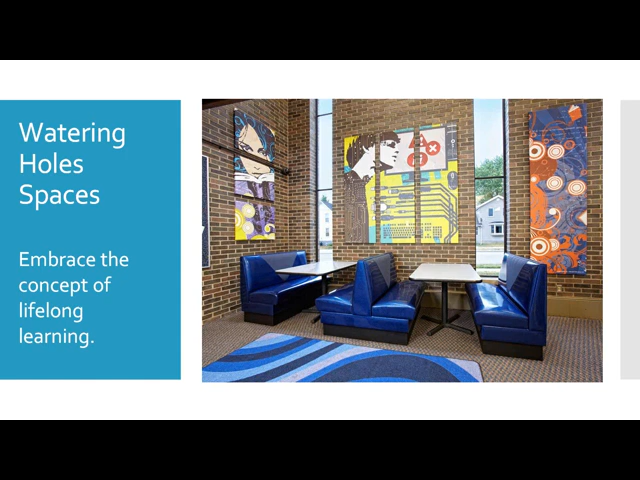 Watering
Holes
Spaces
Embrace the
concept of
lifelong
learning.